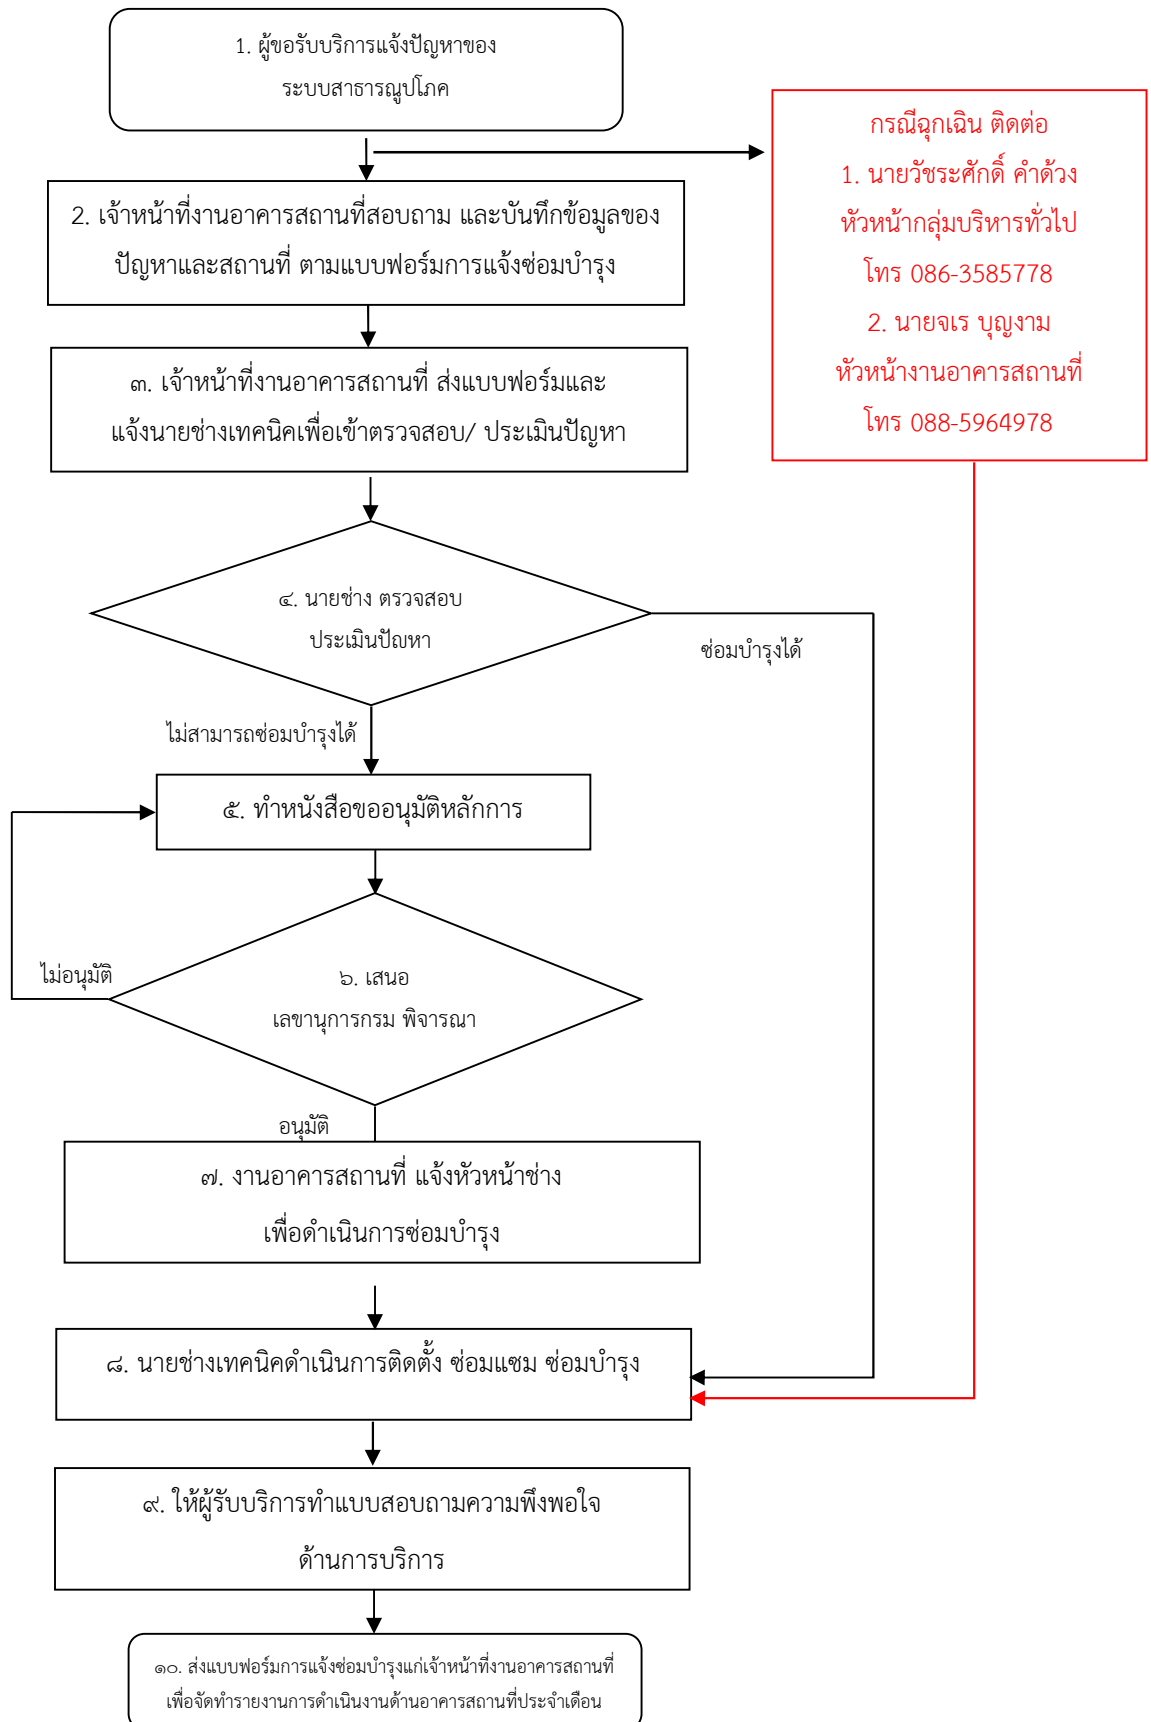 1. ผู้ขอรับบริการแจ้งปัญหาของ
ระบบสาธารณูปโภค
กรณีฉุกเฉิน ติดต่อ
1. นายวัชระศักดิ์ คำด้วง
หัวหน้ากลุ่มบริหารทั่วไป
โทร 086-3585778
2. นายจเร บุญงาม
หัวหน้างานอาคารสถานที่
โทร 088-5964978
2. เจ้าหน้าที่งานอาคารสถานที่สอบถาม และบันทึกข้อมูลของ
ปัญหาและสถานที่ ตามแบบฟอร์มการแจ้งซ่อมบำรุง
๓. เจ้าหน้าที่งานอาคารสถานที่ ส่งแบบฟอร์มและ
แจ้งนายช่างเทคนิคเพื่อเข้าตรวจสอบ/ ประเมินปัญหา
๔. นายช่าง ตรวจสอบ
ประเมินปัญหา
ซ่อมบำรุงได้
ไม่สามารถซ่อมบำรุงได้
๕. ทำหนังสือขออนุมัติหลักการ
ไม่อนุมัติ
๖. เสนอ
เลขานุการกรม พิจารณา
อนุมัติ
๗. งานอาคารสถานที่ แจ้งหัวหน้าช่าง
เพื่อดำเนินการซ่อมบำรุง
๘. นายช่างเทคนิคดำเนินการติดตั้ง ซ่อมแซม ซ่อมบำรุง
๙. ให้ผู้รับบริการทำแบบสอบถามความพึงพอใจ
ด้านการบริการ
๑๐. ส่งแบบฟอร์มการแจ้งซ่อมบำรุงแก่เจ้าหน้าที่งานอาคารสถานที่
เพื่อจัดทำรายงานการดำเนินงานด้านอาคารสถานที่ประจำเดือน